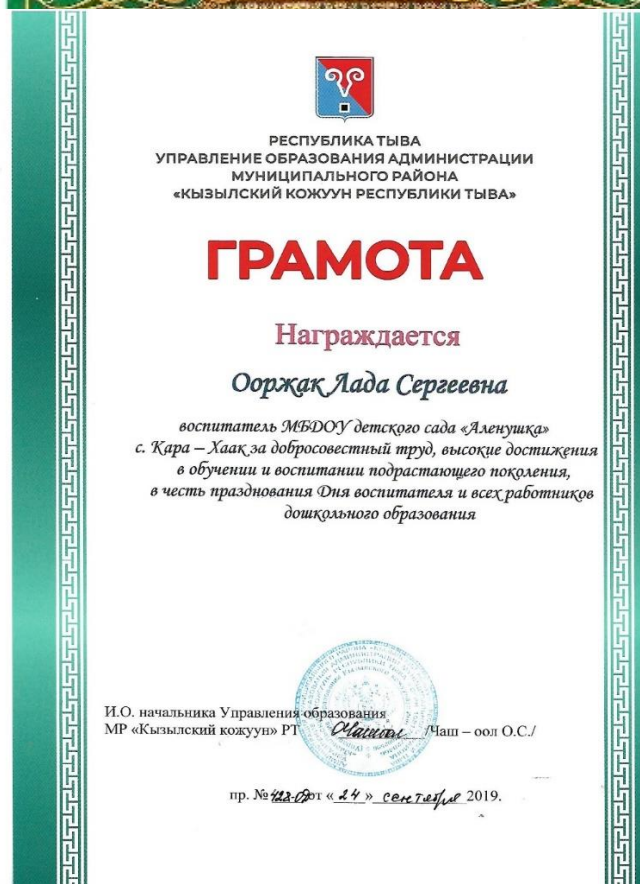 РЕСПУБЛИКА ТЫВА
УПРАВЛЕНИЕ ОБРАЗОВАНИЯ АДМИНИСТРАЦИИ
МУНИЦИПАЛЬНОГО РАЙОНА
«КЫЗЫЛСКИЙ КОЖУУН РЕСПУБЛИКИ ТЫВА»
ГРАМОТА
Награждается
Ооржак Лада Сергеевна
воспитатель МБДОУ детского сада «Аленушка»
с. Кара – Хаак за добросовестный труд, высокие достижения
в обучении и воспитании подрастающего поколения,
в честь празднования Дня воспитателя и всех работников
дошкольного образования
И.О. начальника Управления образования
МР «Кызылский кожуун» РТ /Чаш – оол О.С./
пр. № от « 24 » сентября 2019.